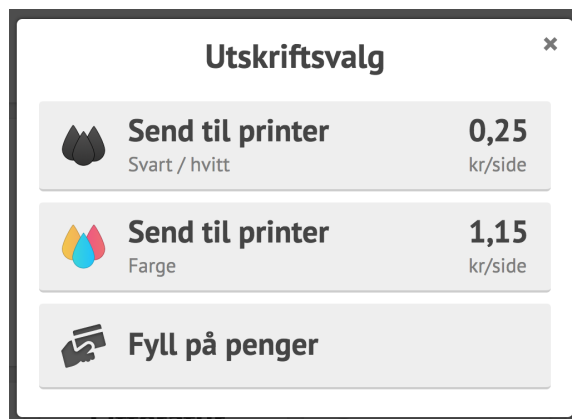 Utskriftsvalg
×
Send til printer 0,25
Svart / hvitt kr/side
Send til printer 1,15
Farge kr/side
Fyll på penger